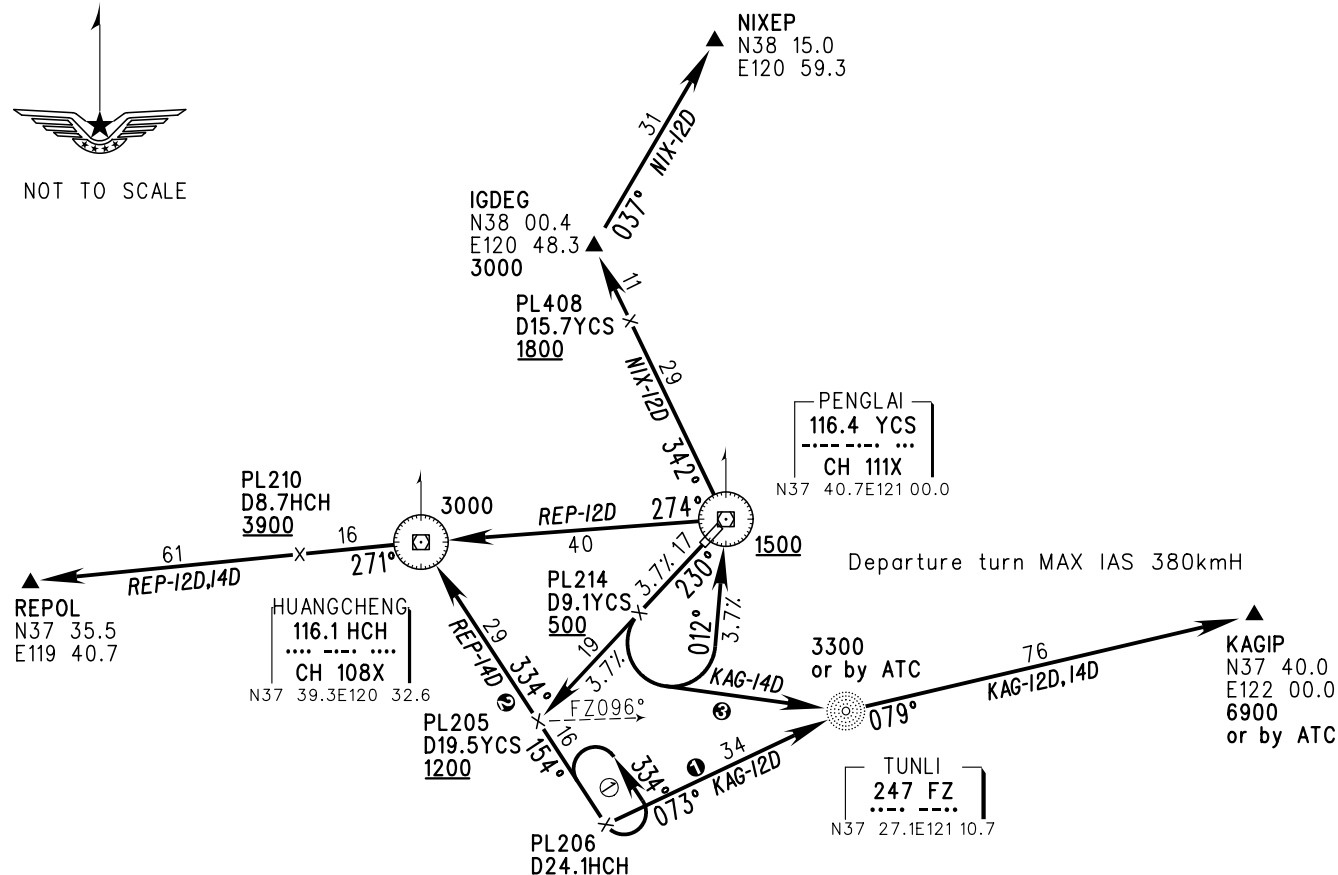 NIXEP
N38 15.0
E120 59.3
NOT TO SCALE
31
NIX-12D
037°
IGDEG
N38 00.4
E120 48.3
3000
11
PL408
D15.7YCS
1800
29
NIX-12D
342°
PENGLAI
116.4 YCS
-·-- -·-· ···
CH 111X
N37 40.7E121 00.0
PL210
D8.7HCH
3900
3000
REP-12D
274°
40
1500
61
16
271°
REP-12D,14D
REPOL
N37 35.5
E119 40.7
3.7% 17
230°
PL214
D9.1YCS
500
Departure turn MAX IAS 380kmH
HUANGCHENG
116.1 HCH
···· -·-· ····
CH 108X
N37 39.3E120 32.6
29
REP-14D
334°
❷
19
3.7%
012°
3.7%
3300
or by ATC
76
KAG-12D,14D
KAGIP
N37 40.0
E122 00.0
6900
or by ATC
KAG-14D
❸
079°
FZ096°
PL205
D19.5YCS
1200
16
154°
①
334°
❶
34
KAG-12D
073°
TUNLI
247 FZ
··-· --··
N37 27.1E121 10.7
PL206
D24.1HCH